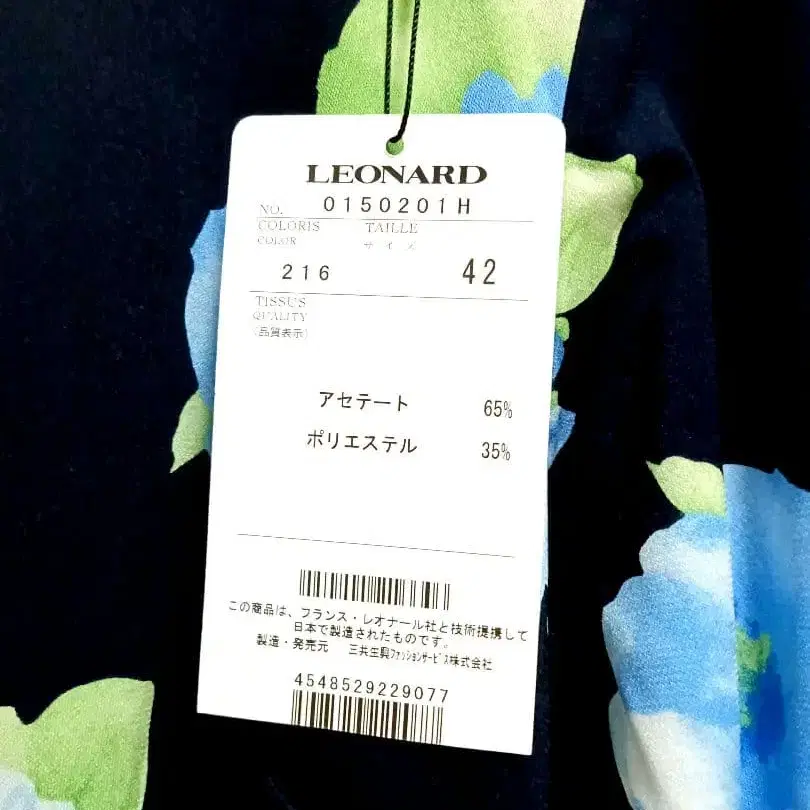 LEONARD
NO. 0150201H
COLORIS TAILLE
COLOR サイズ
216 42
TISSUS
QUALITY
(品質表示)
アセテート 65%
ポリエステル 35%
この商品は、フランス・レオナール社と技術提携して
日本で製造されたものです。
製造・発売元 三共生興ファッションサービス株式会社
4548529229077